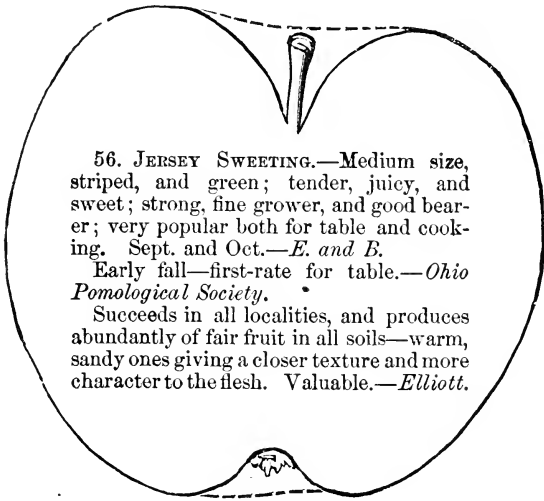 56. JERSEY SWEETING.—Medium size,
striped, and green; tender, juicy, and
sweet; strong, fine grower, and good bear-
er; very popular both for table and cook-
ing. Sept. and Oct.—E. and B.
Early fall—first-rate for table.—Ohio
Pomological Society.
Succeeds in all localities, and produces
abundantly of fair fruit in all soils—warm,
sandy ones giving a closer texture and more
character to the flesh. Valuable.—Elliott.